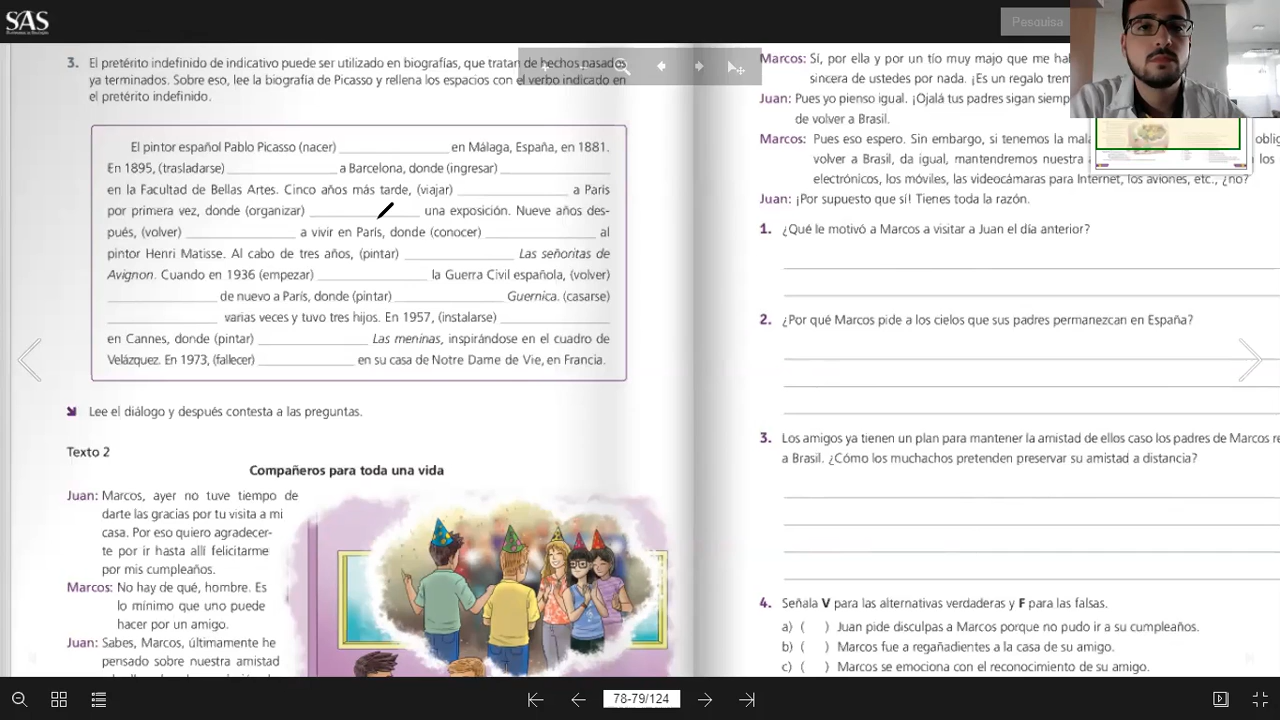 SAS
Pesquisa
3. El pretérito indefinido de indicativo puede ser utilizado en biografías, que tratan de hechos pasados
ya terminados. Sobre eso, lee la biografía de Picasso y rellena los espacios con el verbo indicado en
el pretérito indefinido.
El pintor español Pablo Picasso (nacer) ____________ en Málaga, España, en 1881.
En 1895, (trasladarse) ____________ a Barcelona, donde (ingresar) ____________
en la Facultad de Bellas Artes. Cinco años más tarde, (viajar) ____________ a París
por primera vez, donde (organizar) ____________ una exposición. Nueve años des-
pués, (volver) ____________ a vivir en París, donde (conocer) ____________ al
pintor Henri Matisse. Al cabo de tres años, (pintar) ____________ Las señoritas de
Avignon. Cuando en 1936 (empezar) ____________ la Guerra Civil española, (volver)
____________ de nuevo a París, donde (pintar) ____________ Guernica. (casarse)
____________ varias veces y tuvo tres hijos. En 1957, (instalarse) ____________
en Cannes, donde (pintar) ____________ Las meninas, inspirándose en el cuadro de
Velázquez. En 1973, (fallecer) ____________ en su casa de Notre Dame de Vie, en Francia.
Lee el diálogo y después contesta a las preguntas.
Texto 2
Compañeros para toda una vida
Juan: Marcos, ayer no tuve tiempo de
darte las gracias por tu visita a mi
casa. Por eso quiero agradecer-
te por ir hasta allí felicitarme
por mis cumpleaños.
Marcos: No hay de qué, hombre. Es
lo mínimo que uno puede
hacer por un amigo.
Juan: Sabes, Marcos, últimamente he
pensado sobre nuestra amistad
Marcos: Sí, por ella y por un tío muy majo que me
sincera de ustedes por nada. ¡Es un regalo
Juan: Pues yo pienso igual. ¡Ojalá tus padres sigan
de volver a Brasil.
Marcos: Pues eso espero. Sin embargo, si tenemos la
volver a Brasil, da igual, mantendremos nuestra
electrónicos, los móviles, las videocámaras para Internet, los aviones, etc., ¿no?
Juan: ¡Por supuesto que sí! Tienes toda la razón.
1. ¿Qué le motivó a Marcos a visitar a Juan el día anterior?
2. ¿Por qué Marcos pide a los cielos que sus padres permanezcan en España?
3. Los amigos ya tienen un plan para mantener la amistad de ellos caso los padres de Marcos
a Brasil. ¿Cómo los muchachos pretenden preservar su amistad a distancia?
4. Señala V para las alternativas verdaderas y F para las falsas.
a) ( ) Juan pide disculpas a Marcos porque no pudo ir a su cumpleaños.
b) ( ) Marcos fue a regañadientes a la casa de su amigo.
c) ( ) Marcos se emociona con el reconocimiento de su amigo.
78-79/124